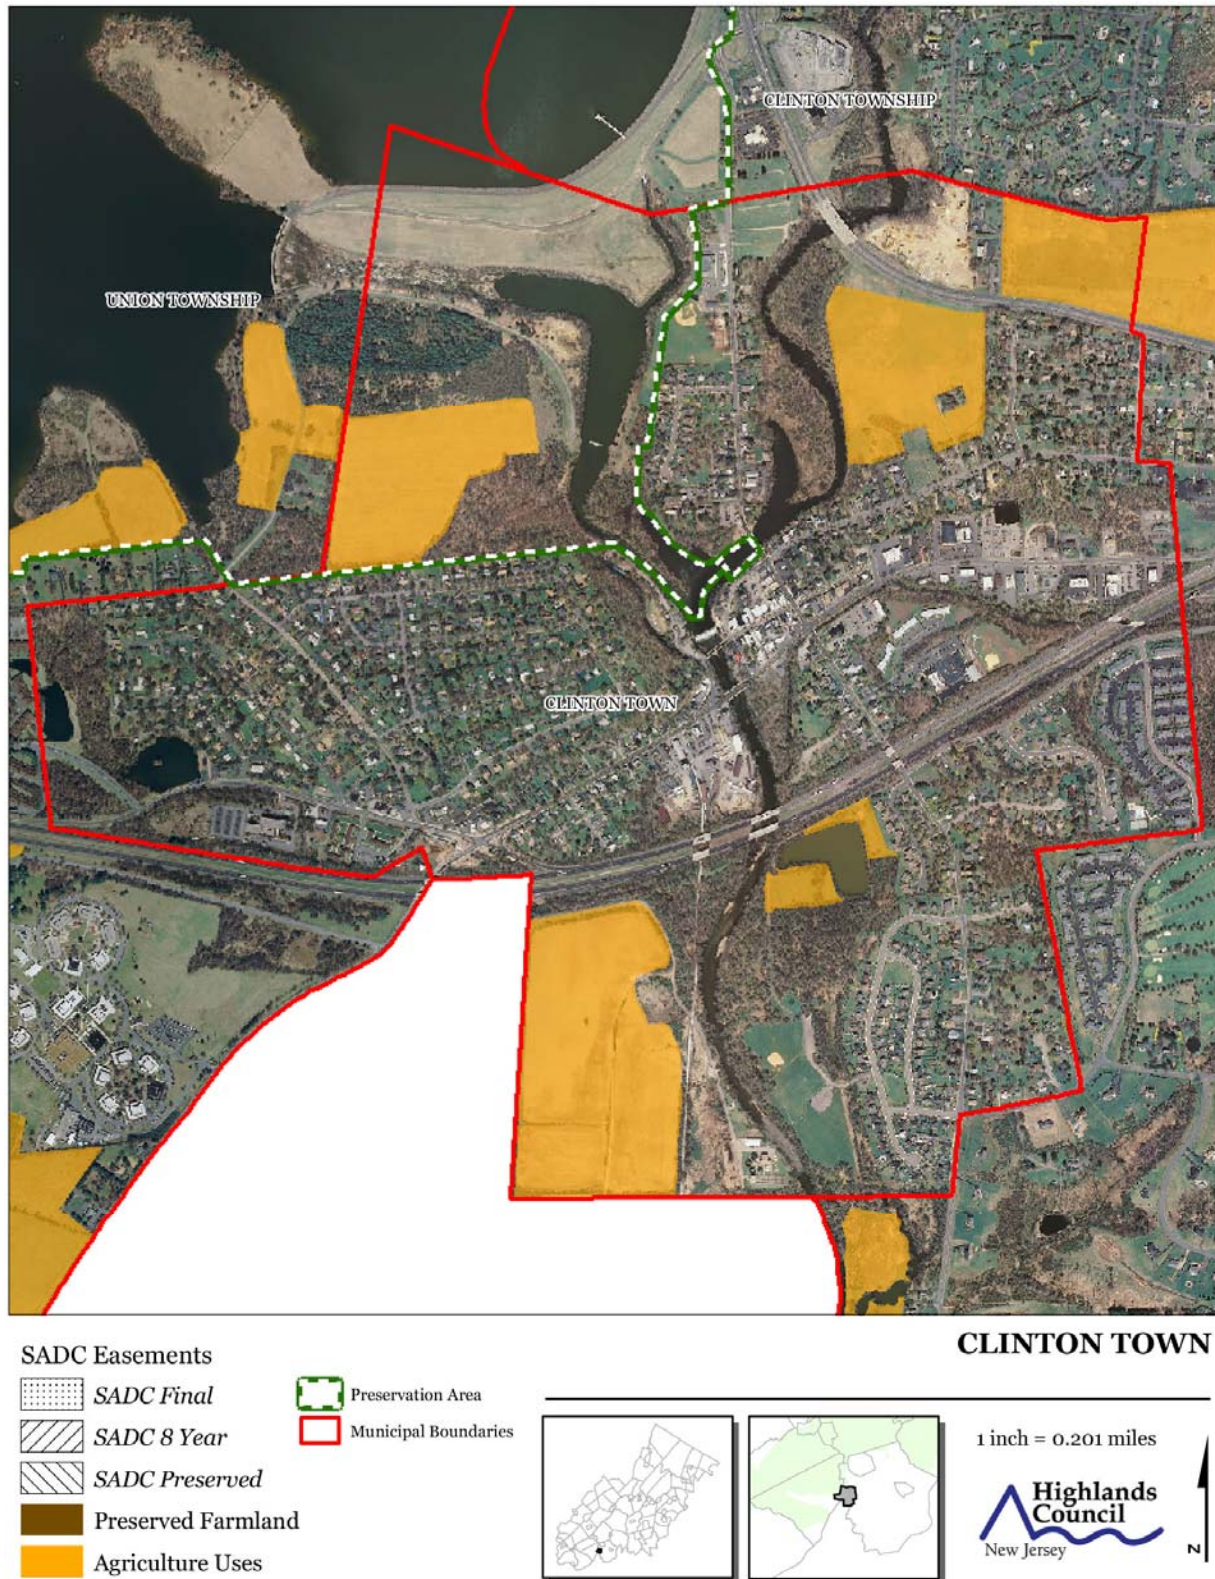 CLINTON TOWNSHIP
UNION TOWNSHIP
CLINTON TOWN
CLINTON TOWN
SADC Easements
SADC Final
SADC 8 Year
SADC Preserved
Preserved Farmland
Agriculture Uses
Preservation Area
Municipal Boundaries
1 inch = 0.201 miles
Highlands
Council
New Jersey
N